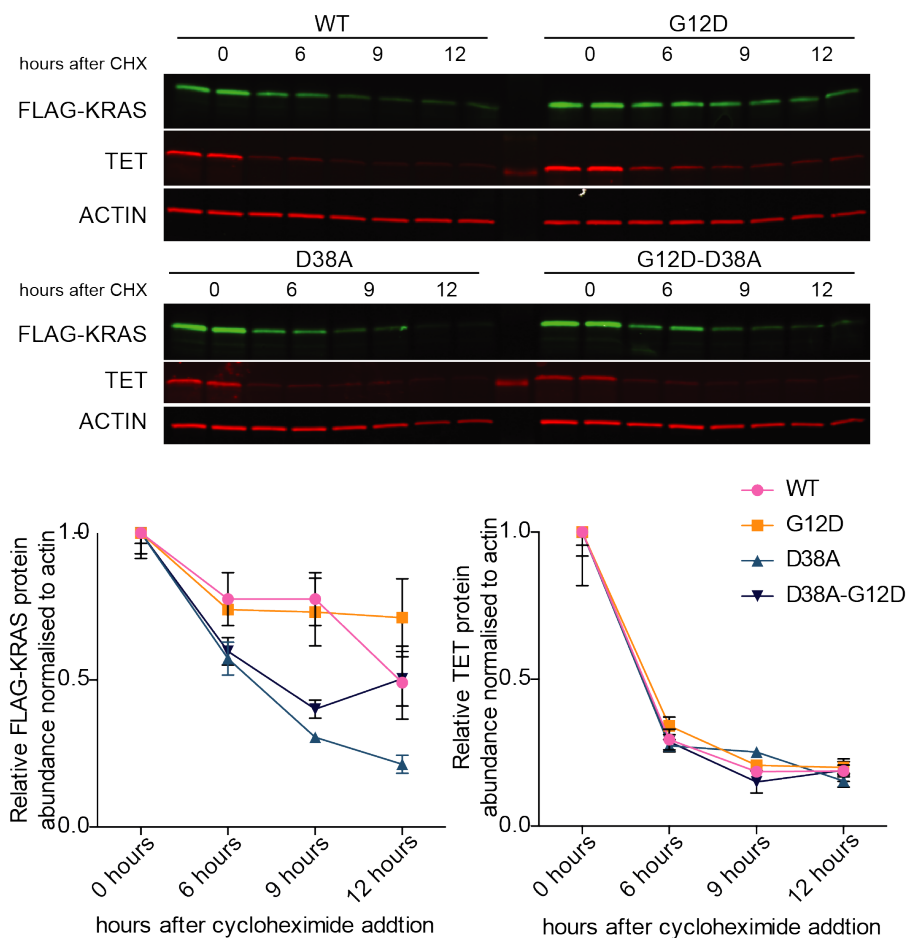 WT G12D
hours after CHX 0 6 9 12 0 6 9 12
FLAG-KRAS
TET
ACTIN
D38A G12D-D38A
hours after CHX 0 6 9 12 0 6 9 12
FLAG-KRAS
TET
ACTIN
Relative FLAG-KRAS protein
abundance normalised to actin
1.0
0.5
0.0
0 hours
6 hours
9 hours
12 hours
hours after cycloheximide addtion
Relative TET protein
abundance normalised to actin
1.0
0.5
0.0
0 hours
6 hours
9 hours
12 hours
hours after cycloheximide addtion
WT
G12D
D38A
D38A-G12D